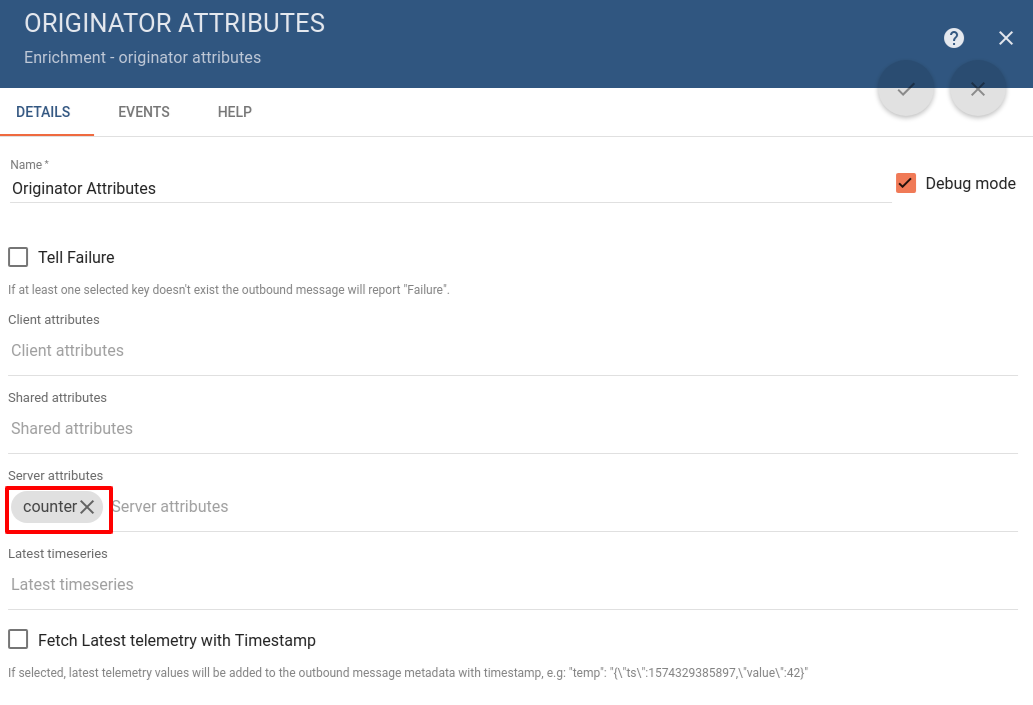 ORIGINATOR ATTRIBUTES
Enrichment - originator attributes
DETAILS EVENTS HELP
Name *
Originator Attributes
Debug mode
Tell Failure
If at least one selected key doesn't exist the outbound message will report "Failure".
Client attributes
Client attributes
Shared attributes
Shared attributes
Server attributes
counter Server attributes
Latest timeseries
Latest timeseries
Fetch Latest telemetry with Timestamp
If selected, latest telemetry values will be added to the outbound message metadata with timestamp, e.g: "temp": "{\"ts\":1574329385897,\"value\":42}"